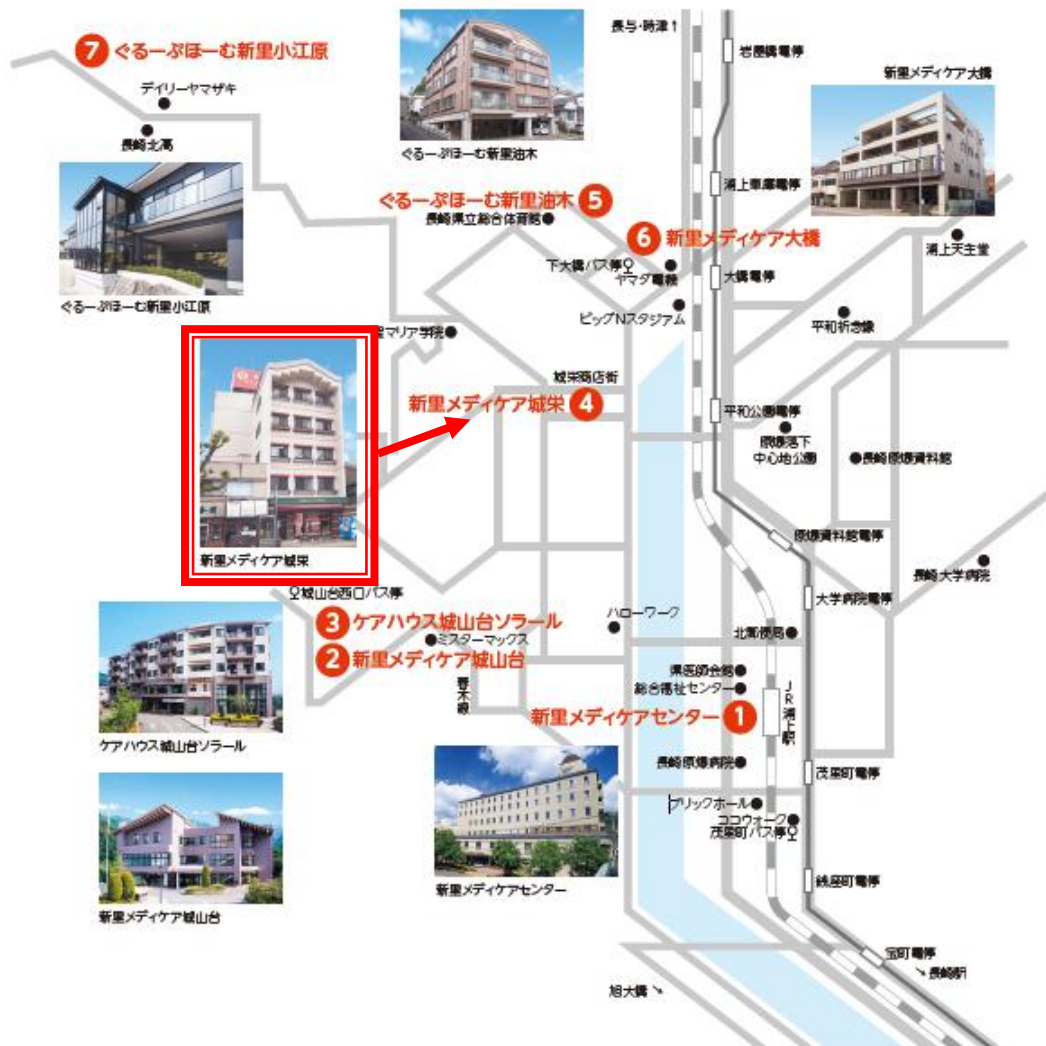 長与・時津↑
❼ ぐるーぷほーむ新里小江原
岩屋橋電停
新里メディケア大橋
デイリーヤマザキ
長崎北高
ぐるーぷほーむ新里油木
浦上車庫電停
ぐるーぷほーむ新里油木 ❺
長崎県立総合体育館
❻ 新里メディケア大橋
浦上天主堂
下大橋バス停
ヤマダ電機
大橋電停
ぐるーぷほーむ新里小江原
ビッグNスタジアム
平和祈念像
マリア学院
城栄商店街
新里メディケア城栄 ❹
平和公園電停
原爆落下
中心地公園
長崎原爆資料館
原爆資料館電停
新里メディケア城栄
長崎大学病院
城山台西口バス停
大学病院電停
❸ ケアハウス城山台ソラール
ハローワーク
ミスターマックス
北郵便局
❷ 新里メディケア城山台
県医師会館
総合福祉センター
春木線
JR浦上駅
新里メディケアセンター ❶
ケアハウス城山台ソラール
長崎原爆病院
茂里町電停
ブリックホール
ココウォーク
茂里町バス停
新里メディケアセンター
銭座町電停
新里メディケア城山台
宝町電停
→長崎駅
旭大橋→